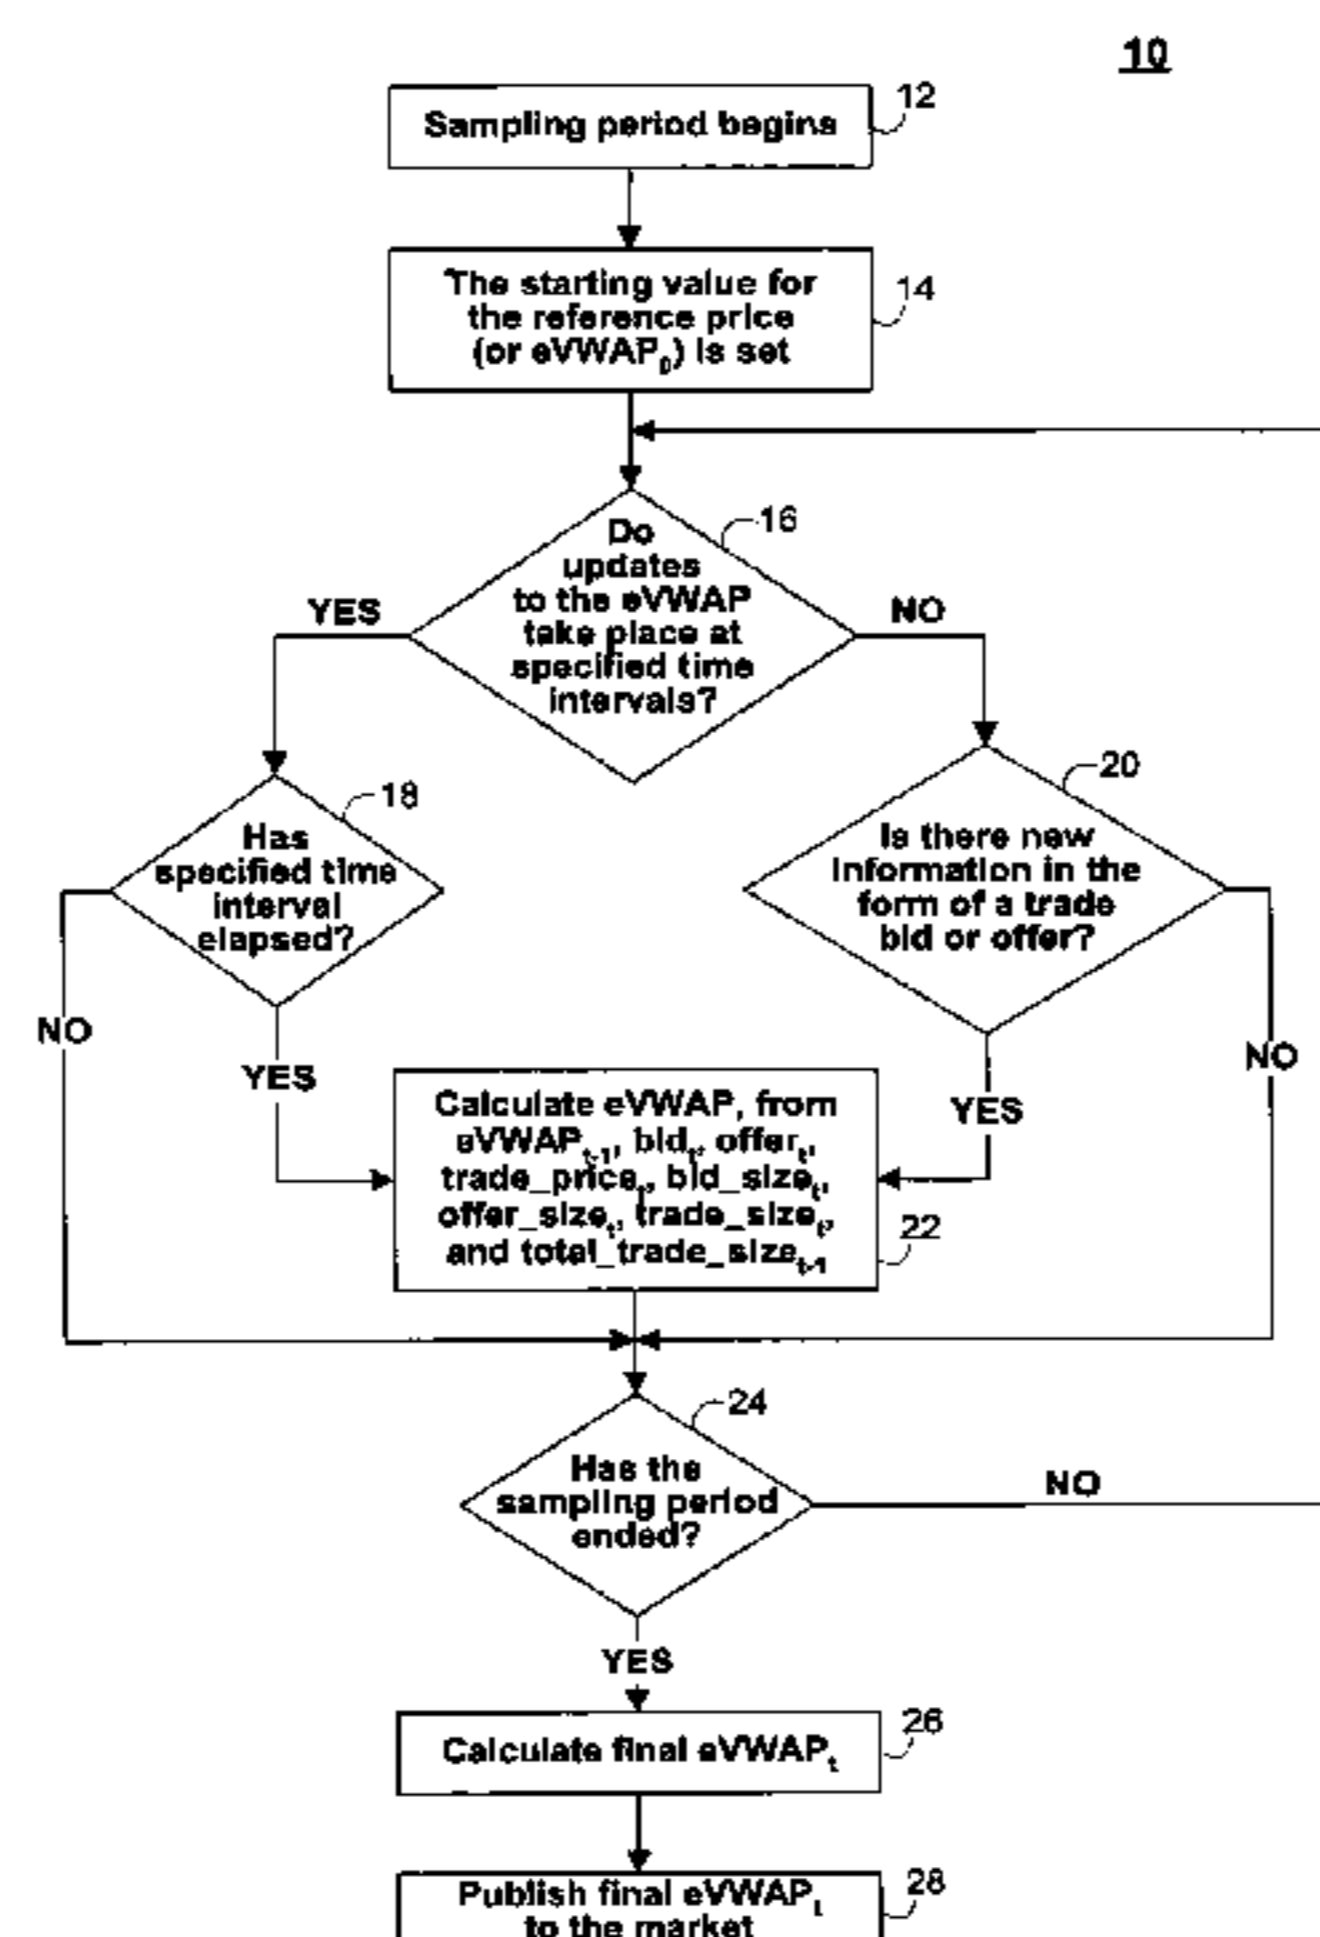 10
12
Sampling period begins
14
The starting value for
the reference price
(or eVWAP₀) is set
16
Do
updates
to the eVWAP
take place at
specified time
intervals?
YES
NO
18
Has
specified time
interval
elapsed?
20
Is there new
information in the
form of a trade
bid or offer?
NO
YES
NO
YES
Calculate eVWAPₜ from
eVWAPₜ₋₁, bidₜ, offerₜ,
trade_priceₜ, bid_sizeₜ,
offer_sizeₜ, trade_sizeₜ,
and total_trade_sizeₜ₋₁
22
24
Has the
sampling period
ended?
NO
YES
26
Calculate final eVWAPₜ
28
Publish final eVWAPₜ
to the market